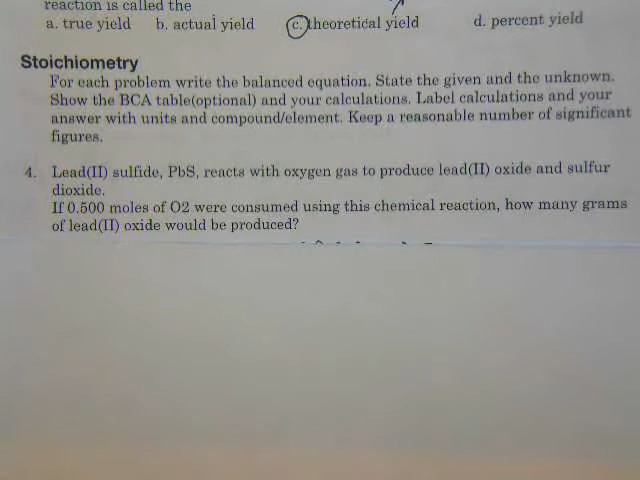 reaction is called the
a. true yield b. actual yield c. theoretical yield d. percent yield
Stoichiometry
For each problem write the balanced equation. State the given and the unknown.
Show the BCA table(optional) and your calculations. Label calculations and your
answer with units and compound/element. Keep a reasonable number of significant
figures.
4. Lead(II) sulfide, PbS, reacts with oxygen gas to produce lead(II) oxide and sulfur
dioxide.
If 0.500 moles of O2 were consumed using this chemical reaction, how many grams
of lead(II) oxide would be produced?